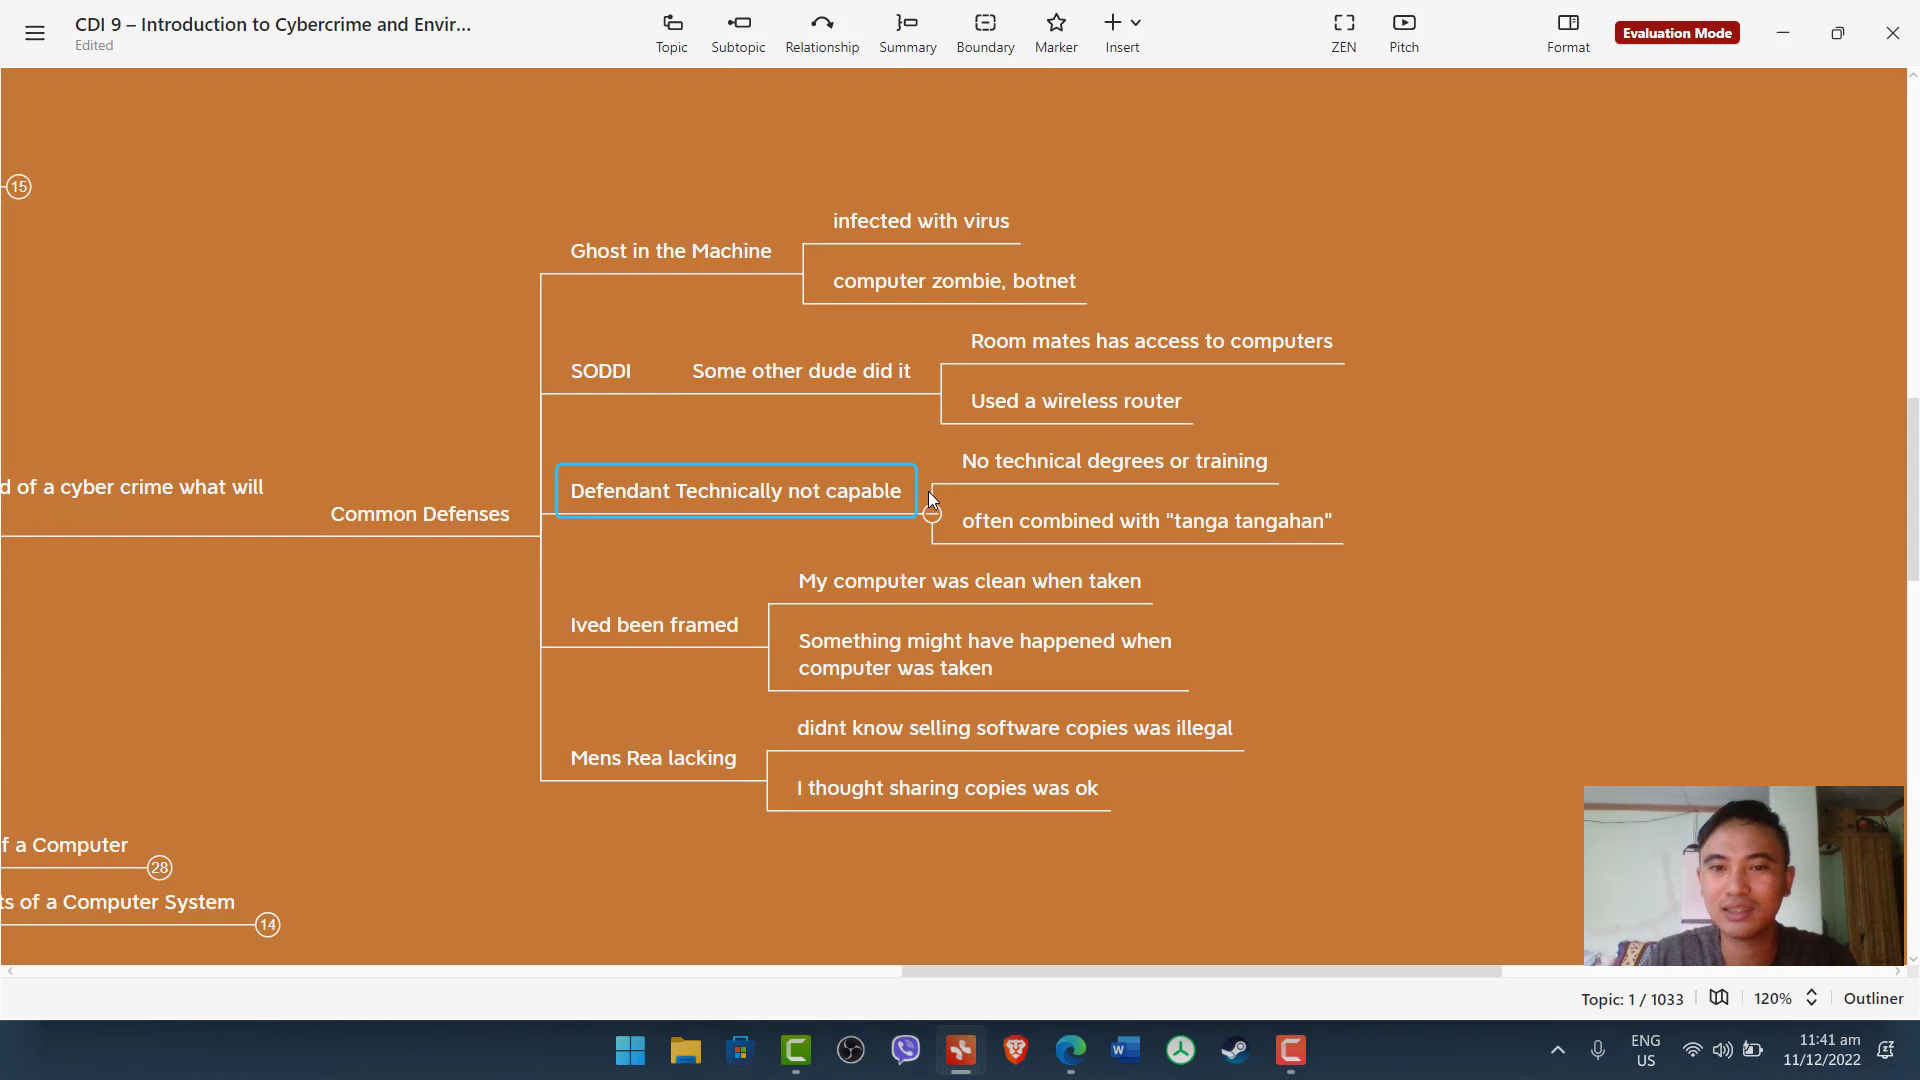 CDI 9 – Introduction to Cybercrime and Envir...
Edited
Topic
Subtopic
Relationship
Summary
Boundary
Marker
Insert
ZEN
Pitch
Format
Evaluation Mode
15
infected with virus
Ghost in the Machine
computer zombie, botnet
Room mates has access to computers
SODDI
Some other dude did it
Used a wireless router
No technical degrees or training
Defendant Technically not capable
often combined with "tanga tangahan"
d of a cyber crime what will
Common Defenses
My computer was clean when taken
Ived been framed
Something might have happened when
computer was taken
didnt know selling software copies was illegal
Mens Rea lacking
I thought sharing copies was ok
f a Computer
28
ts of a Computer System
14
Topic: 1 / 1033
120%
Outliner
ENG
US
11:41 am
11/12/2022